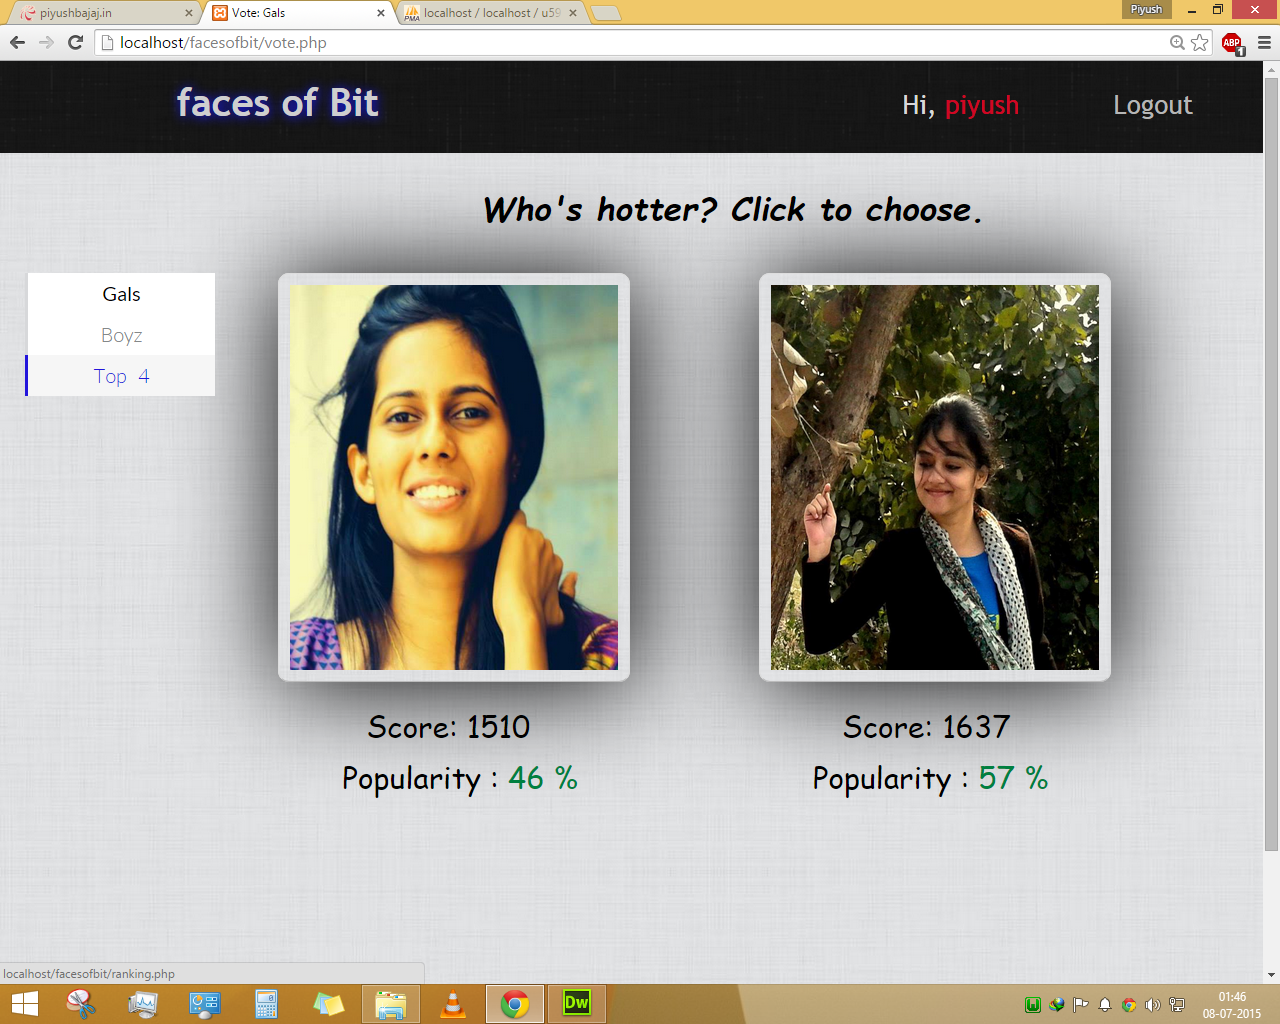 piyushbajaj.in
Vote: Gals
localhost / localhost / u59
Piyush
localhost/facesofbit/vote.php
ABP
1
faces of Bit
Hi, piyush
Logout
Who's hotter? Click to choose.
Gals
Boyz
Top 4
Score: 1510
Score: 1637
Popularity : 46 %
Popularity : 57 %
localhost/facesofbit/ranking.php
Dw
01:46
08-07-2015